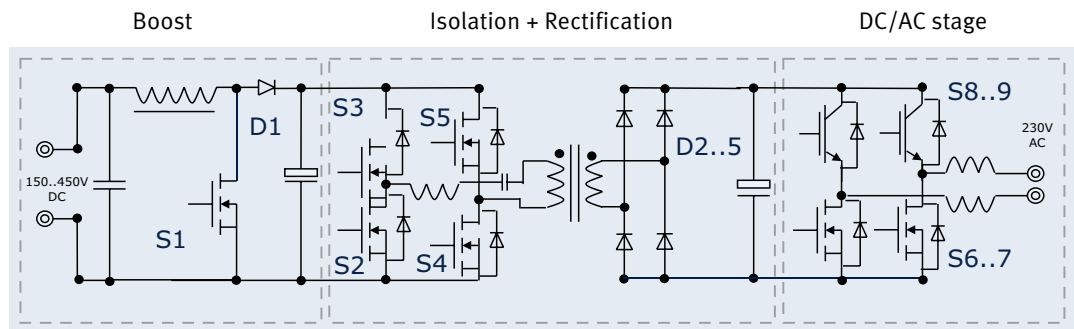 Boost
Isolation + Rectification
DC/AC stage
S3
S5
S8..9
D1
D2..5
230V
AC
150..450V
DC
S1
S2
S4
S6..7